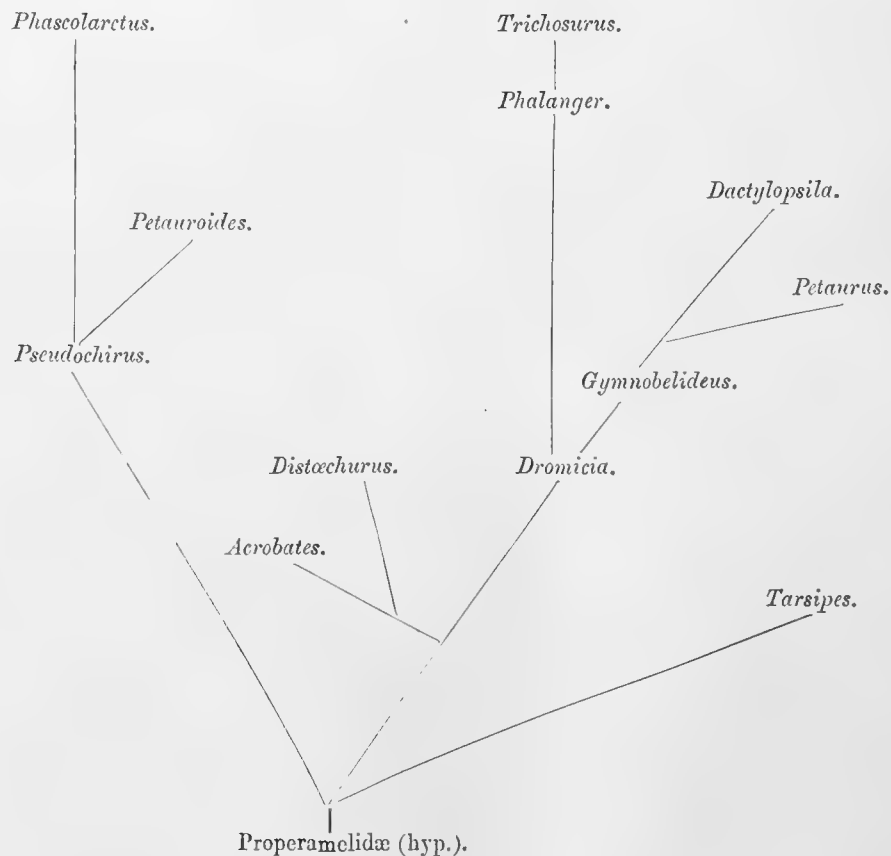 Phascolarctus.
Trichosurus.
Phalanger.
Dactylopsila.
Petauroides.
Petaurus.
Pseudochirus.
Gymnobelideus.
Distœchurus.
Dromicia.
Acrobates.
Tarsipes.
Properamelidæ (hyp.).